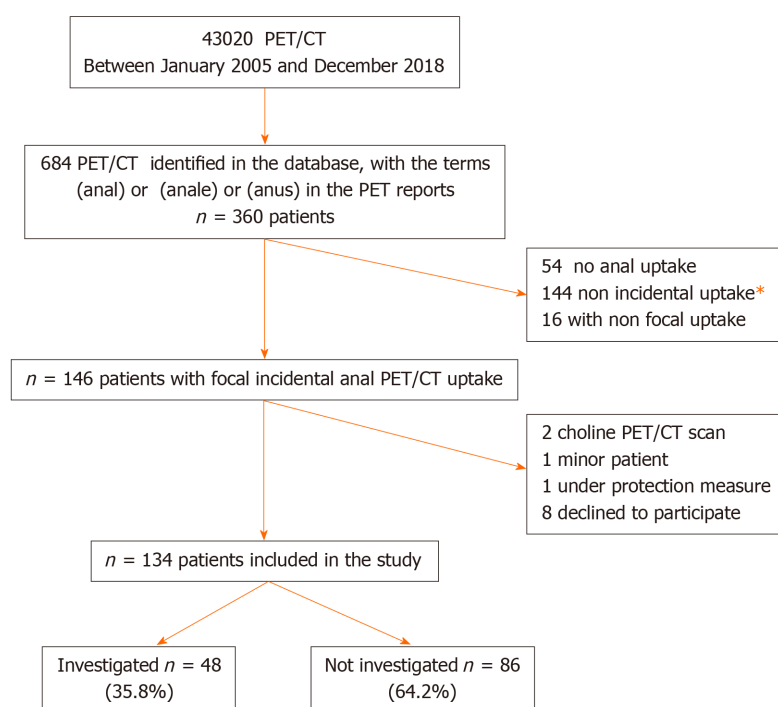 43020 PET/CT
Between January 2005 and December 2018
684 PET/CT identified in the database, with the terms
(anal) or (anale) or (anus) in the PET reports
n = 360 patients
54 no anal uptake
144 non incidental uptake*
16 with non focal uptake
n = 146 patients with focal incidental anal PET/CT uptake
2 choline PET/CT scan
1 minor patient
1 under protection measure
8 declined to participate
n = 134 patients included in the study
Investigated n = 48
(35.8%)
Not investigated n = 86
(64.2%)